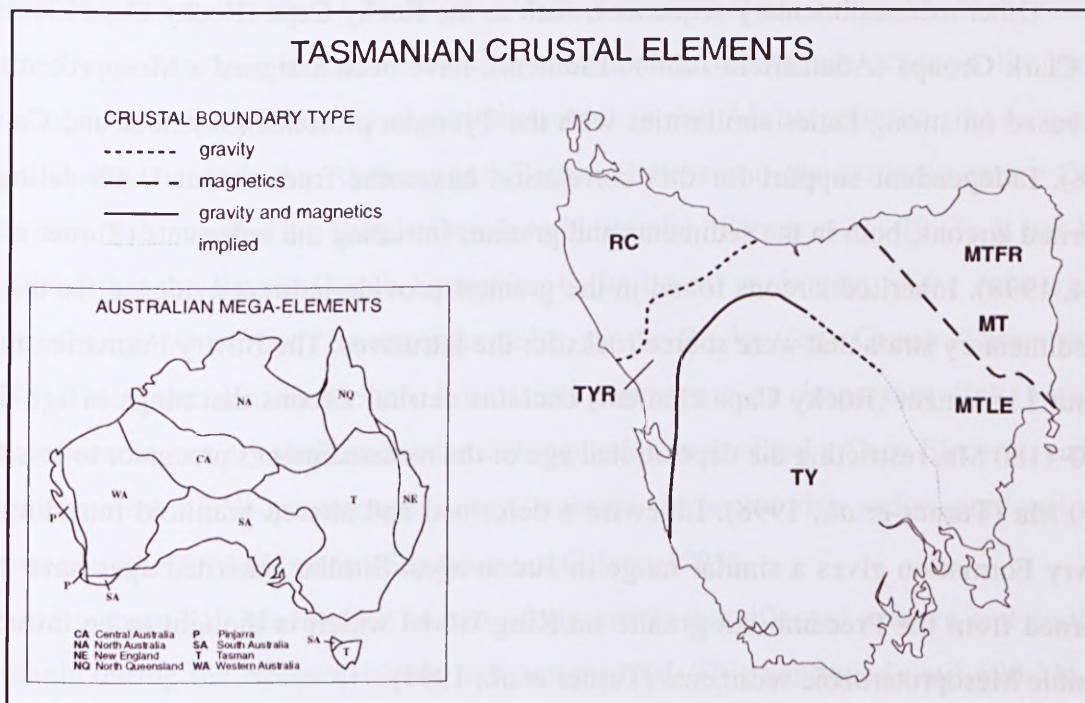 TASMANIAN CRUSTAL ELEMENTS
CRUSTAL BOUNDARY TYPE
gravity
magnetics
gravity and magnetics
implied
RC
MTFR
MT
MTLE
TYR
TY
AUSTRALIAN MEGA-ELEMENTS
NA
NQ
CA
WA
SA
T
NE
P
P
SA
SA
T
CA Central Australia P Pinjarra
NA North Australia SA South Australia
NE New England T Tasman
NQ North Queensland WA Western Australia